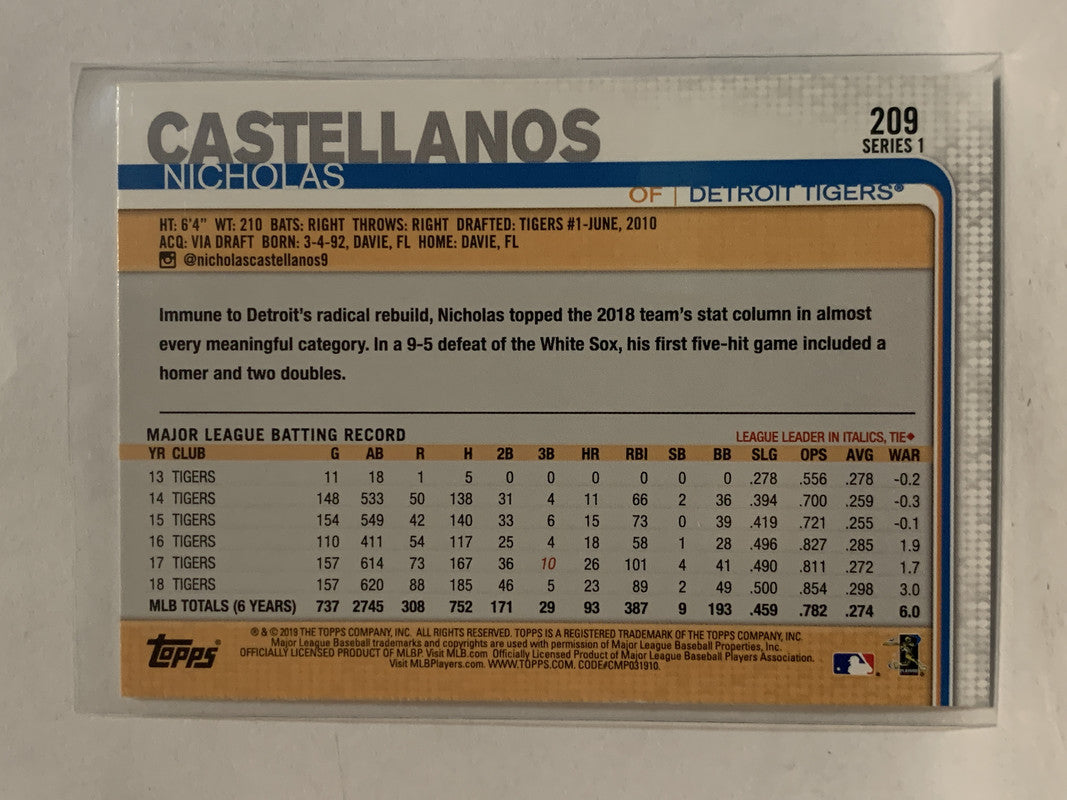 CASTELLANOS
NICHOLAS
209
SERIES 1
OF | DETROIT TIGERS®
HT: 6'4" WT: 210 BATS: RIGHT THROWS: RIGHT DRAFTED: TIGERS #1-JUNE, 2010
ACQ: VIA DRAFT BORN: 3-4-92, DAVIE, FL HOME: DAVIE, FL
@nicholascastellanos9
Immune to Detroit's radical rebuild, Nicholas topped the 2018 team's stat column in almost
every meaningful category. In a 9-5 defeat of the White Sox, his first five-hit game included a
homer and two doubles.
MAJOR LEAGUE BATTING RECORD LEAGUE LEADER IN ITALICS, TIE♦
YR CLUB G AB R H 2B 3B HR RBI SB BB SLG OPS AVG WAR
13 TIGERS 11 18 1 5 0 0 0 0 0 0 .278 .556 .278 -0.2
14 TIGERS 148 533 50 138 31 4 11 66 2 36 .394 .700 .259 -0.3
15 TIGERS 154 549 42 140 33 6 15 73 0 39 .419 .721 .255 -0.1
16 TIGERS 110 411 54 117 25 4 18 58 1 28 .496 .827 .285 1.9
17 TIGERS 157 614 73 167 36 10 26 101 4 41 .490 .811 .272 1.7
18 TIGERS 157 620 88 185 46 5 23 89 2 49 .500 .854 .298 3.0
MLB TOTALS (6 YEARS) 737 2745 308 752 171 29 93 387 9 193 .459 .782 .274 6.0
Topps®
® & © 2019 THE TOPPS COMPANY, INC. ALL RIGHTS RESERVED. TOPPS IS A REGISTERED TRADEMARK OF THE TOPPS COMPANY, INC.
Major League Baseball trademarks and copyrights are used with permission of Major League Baseball Properties, Inc.
OFFICIALLY LICENSED PRODUCT OF MLBP. Visit MLB.com Officially Licensed Product of Major League Baseball Players Association.
Visit MLBPlayers.com. WWW.TOPPS.COM. CODE#CMP031910.